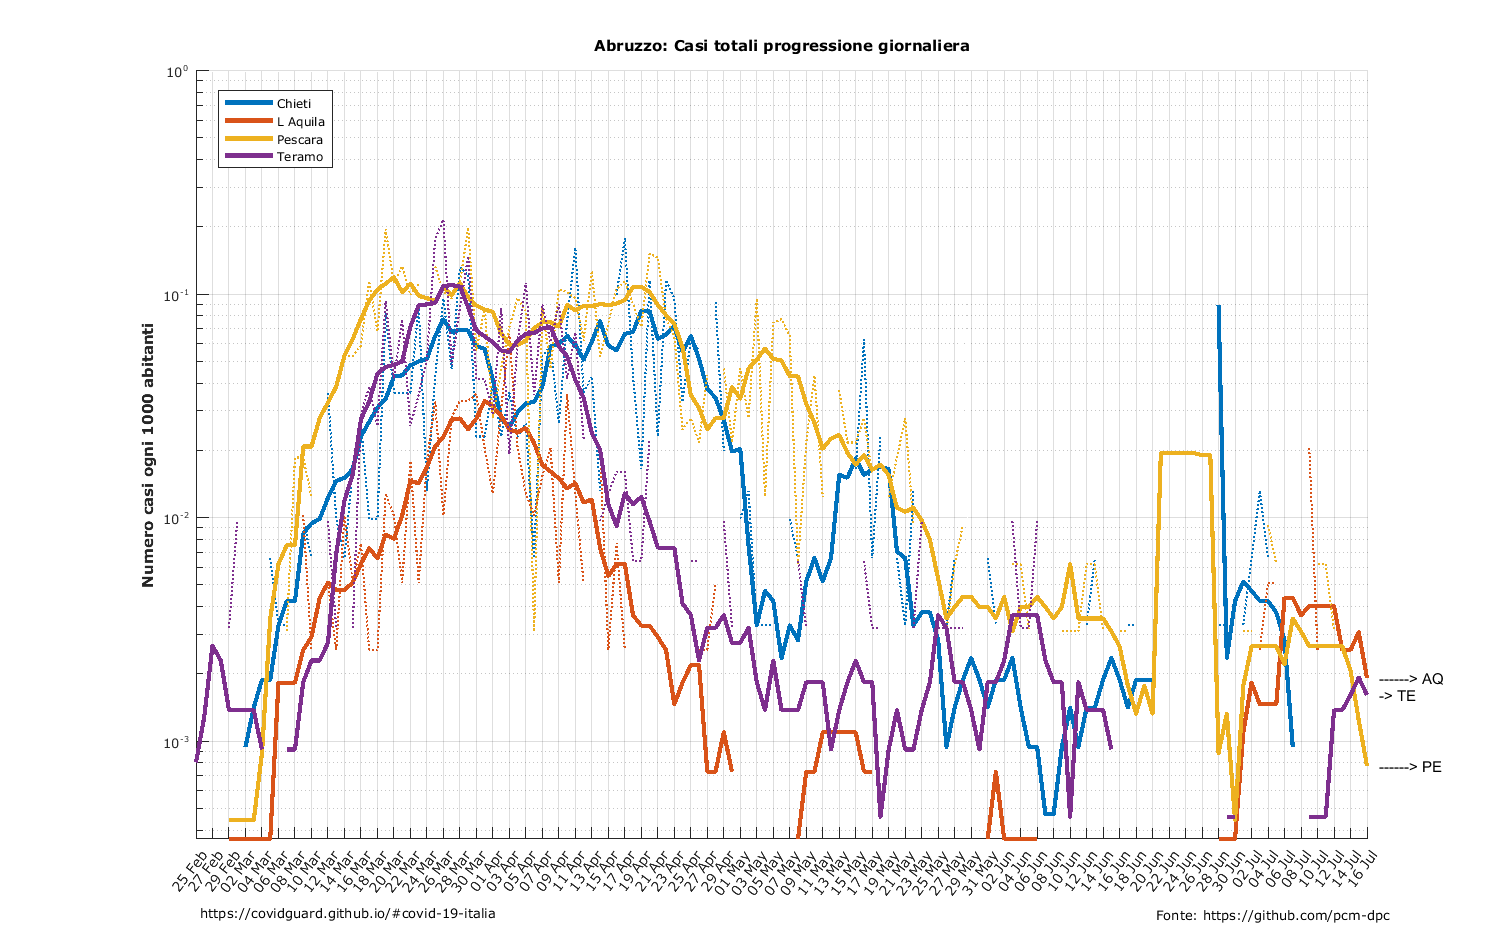 Abruzzo: Casi totali progressione giornaliera
10⁰
Chieti
L Aquila
Pescara
Teramo
10⁻¹
10⁻²
10⁻³
Numero casi ogni 1000 abitanti
------> AQ
-> TE
------> PE
25 Feb
27 Feb
29 Feb
02 Mar
04 Mar
06 Mar
08 Mar
10 Mar
12 Mar
14 Mar
16 Mar
18 Mar
20 Mar
22 Mar
24 Mar
26 Mar
28 Mar
30 Mar
01 Apr
03 Apr
05 Apr
07 Apr
09 Apr
11 Apr
13 Apr
15 Apr
17 Apr
19 Apr
21 Apr
23 Apr
25 Apr
27 Apr
29 Apr
01 May
03 May
05 May
07 May
09 May
11 May
13 May
15 May
17 May
19 May
21 May
23 May
25 May
27 May
29 May
31 May
02 Jun
04 Jun
06 Jun
08 Jun
10 Jun
12 Jun
14 Jun
16 Jun
18 Jun
20 Jun
22 Jun
24 Jun
26 Jun
28 Jun
30 Jun
02 Jul
04 Jul
06 Jul
08 Jul
10 Jul
12 Jul
14 Jul
16 Jul
https://covidguard.github.io/#covid-19-italia
Fonte: https://github.com/pcm-dpc